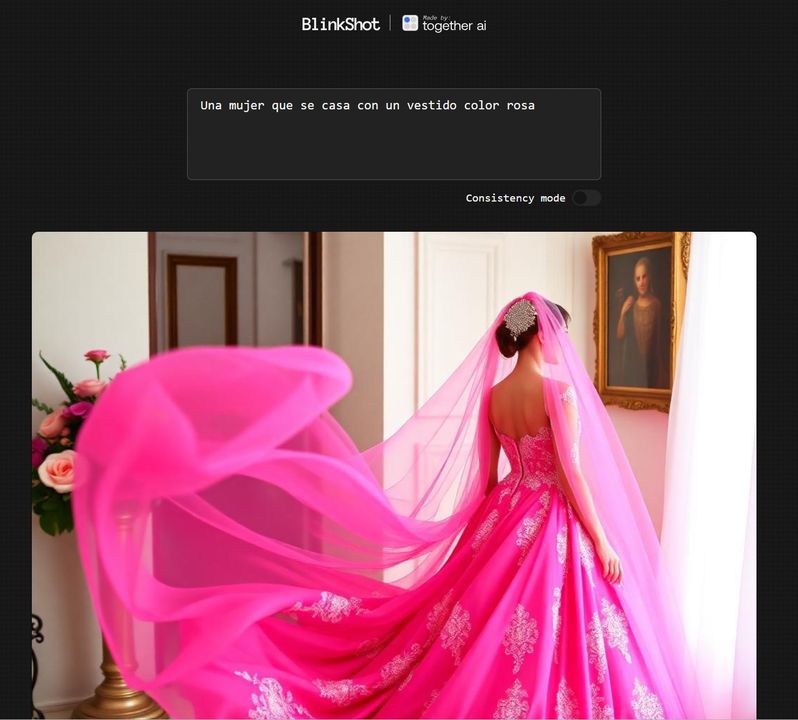 BlinkShot
Made by:
together ai
Una mujer que se casa con un vestido color rosa
Consistency mode